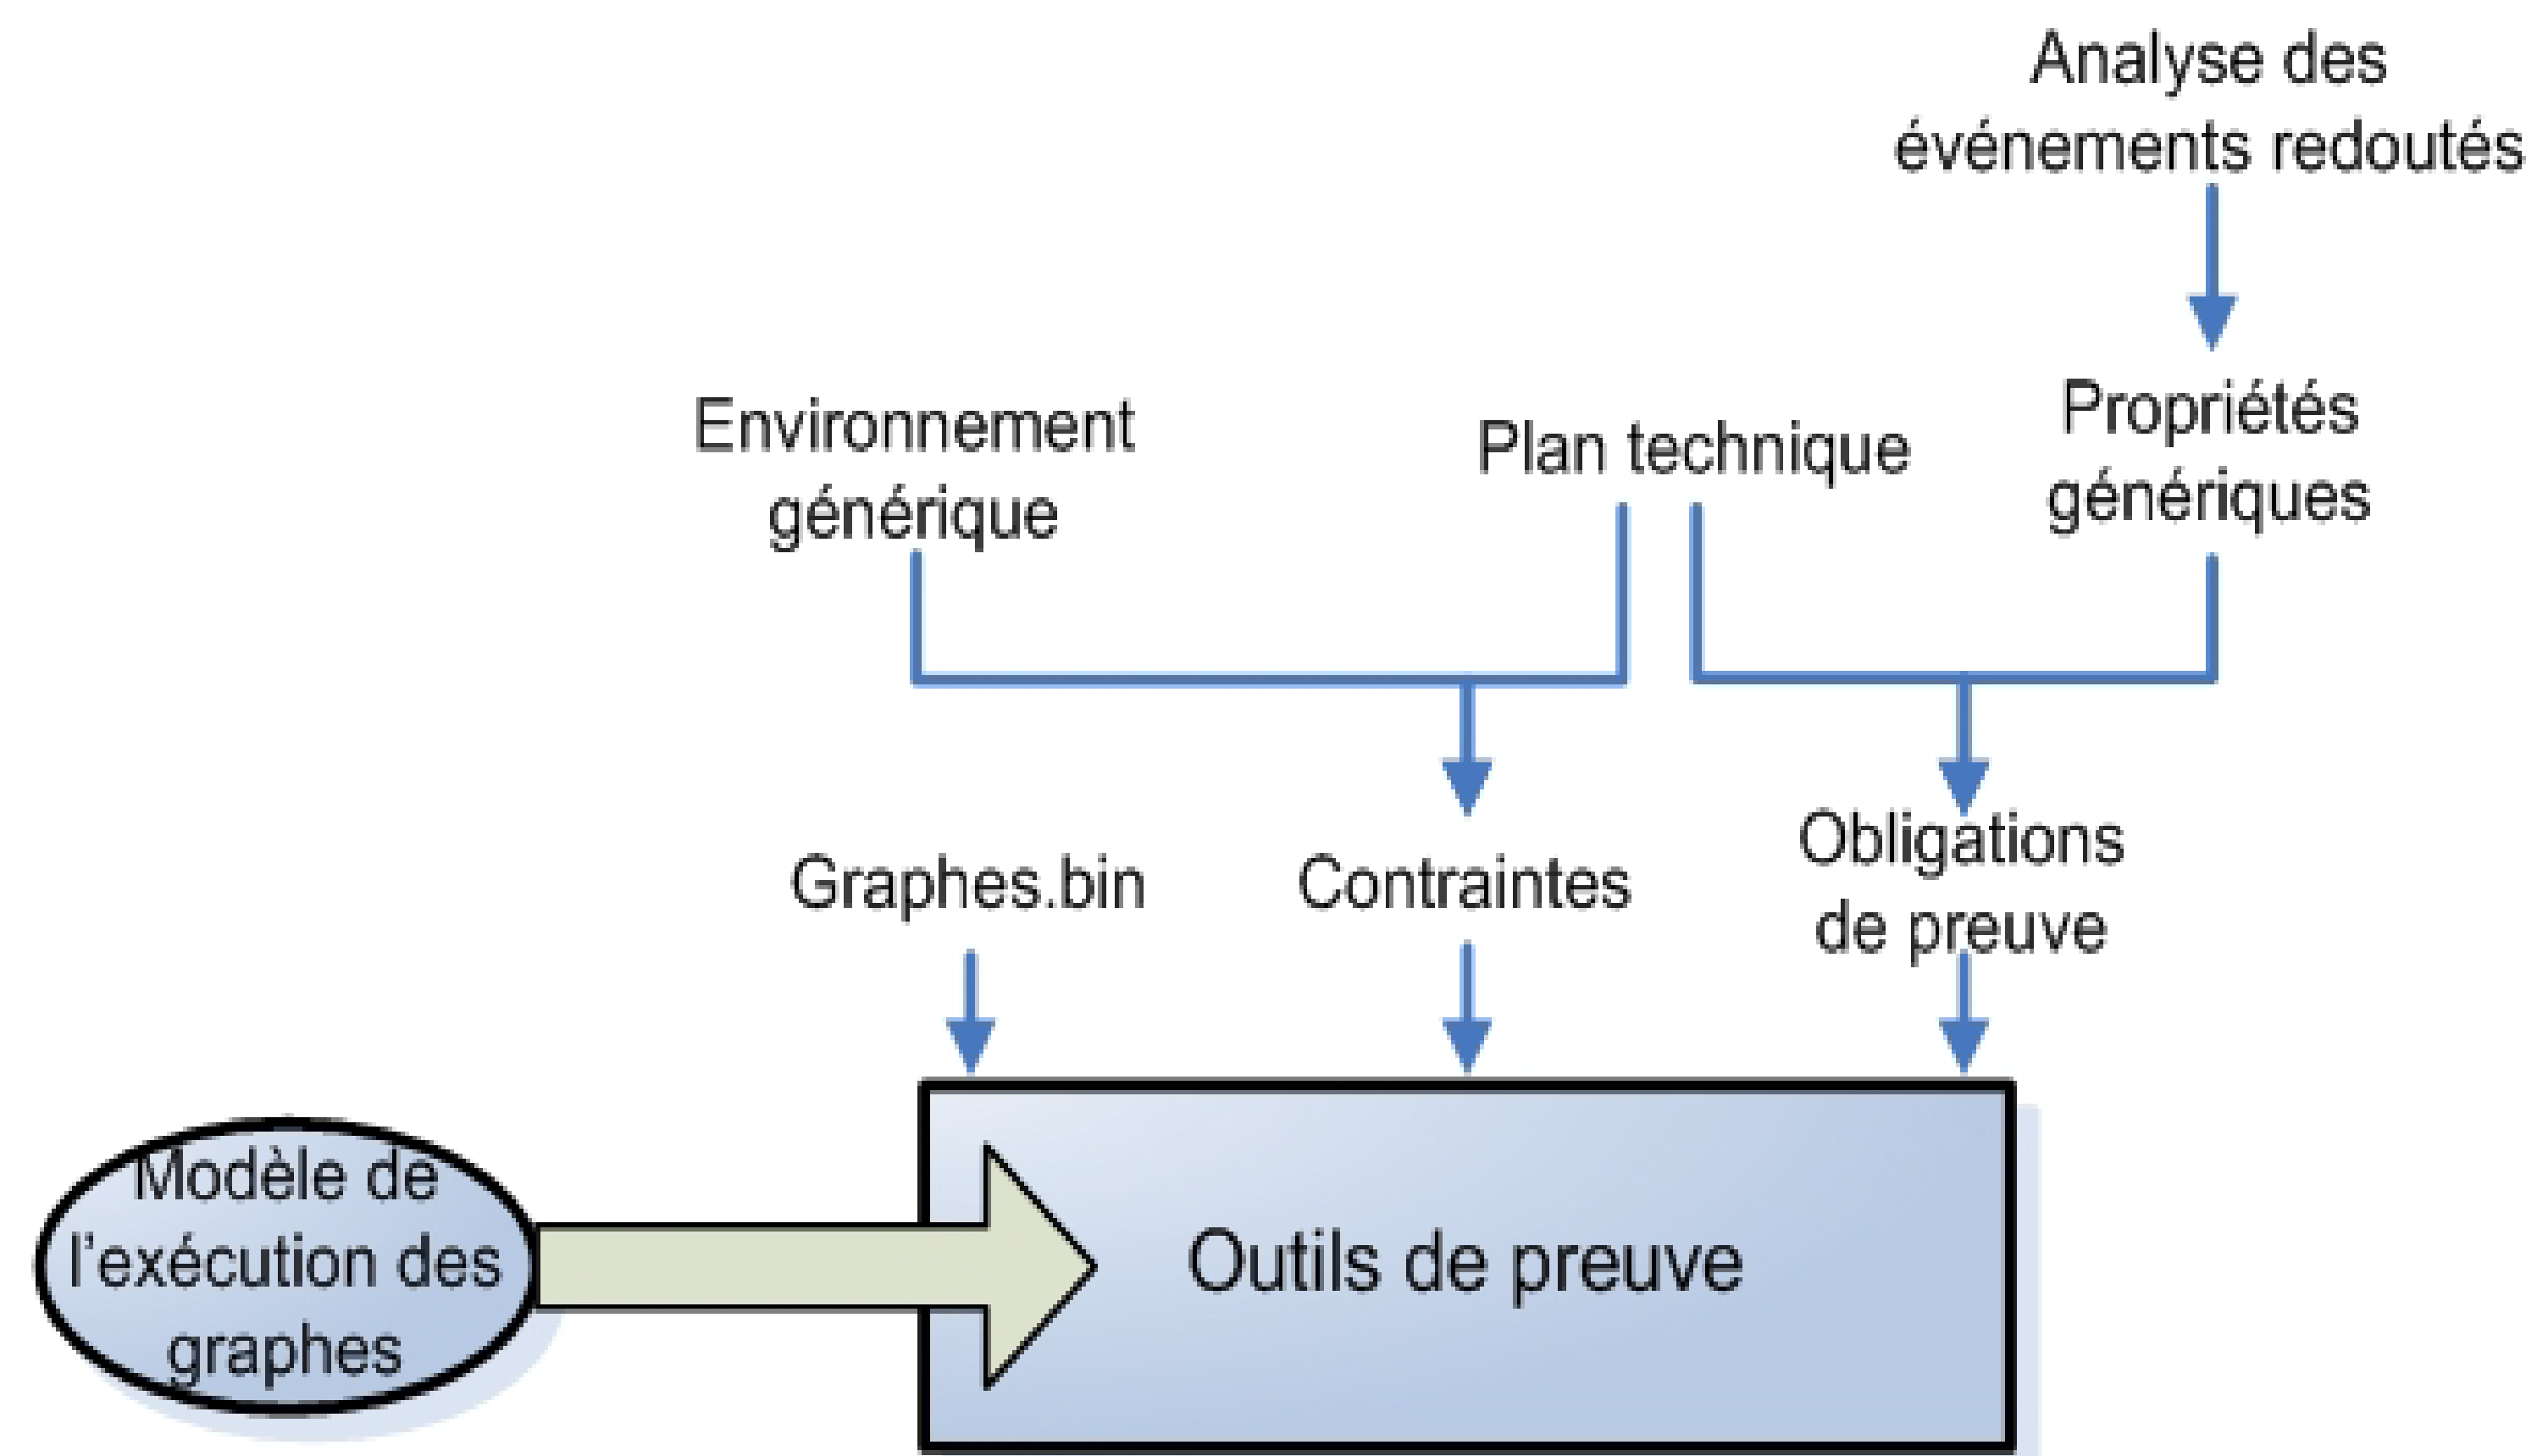 Analyse des
événements redoutés
Environnement
générique
Plan technique
Propriétés
génériques
Graphes.bin
Contraintes
Obligations
de preuve
Modèle de
l'exécution des
graphes
Outils de preuve